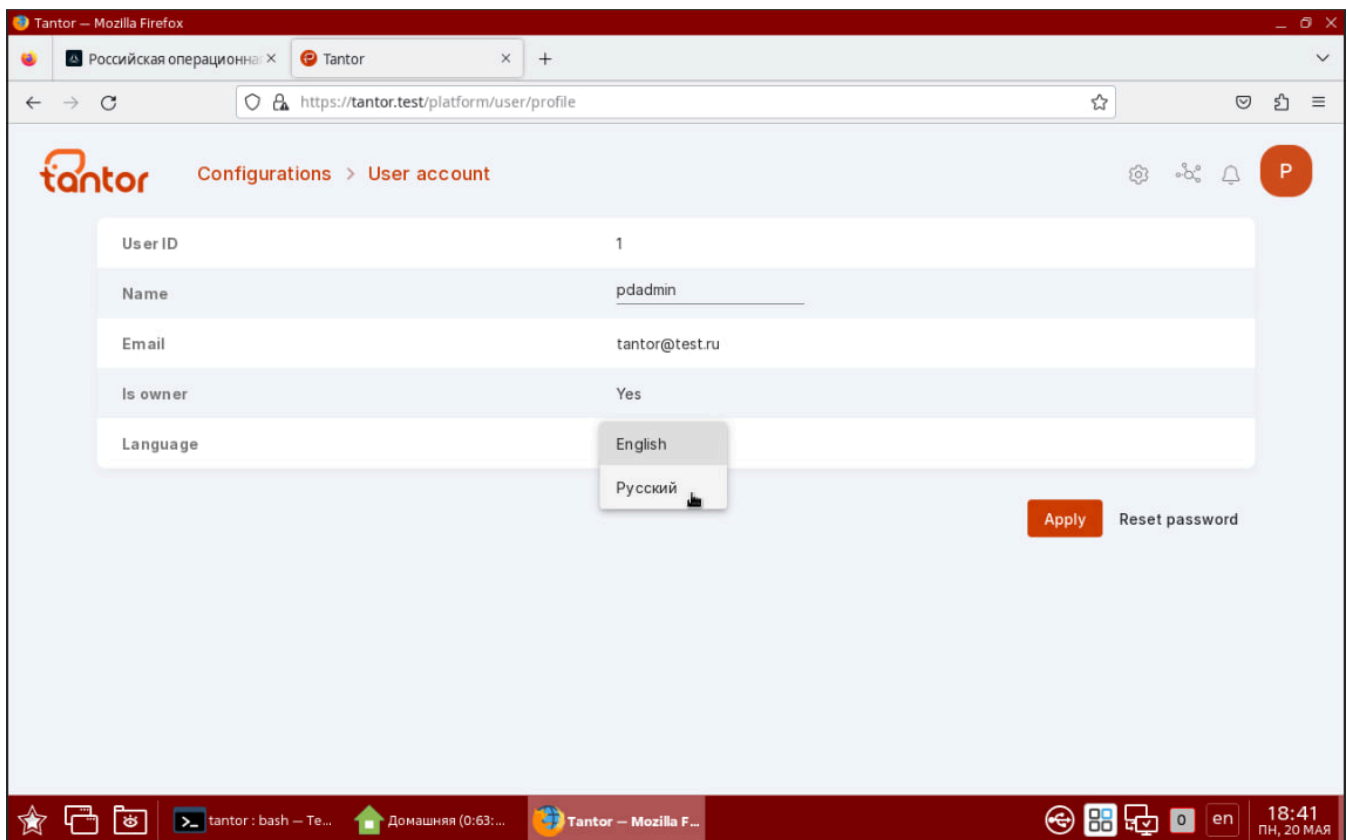 Tantor — Mozilla Firefox
Российская операционна
Tantor
https://tantor.test/platform/user/profile
tantor
Configurations > User account
P
User ID 1
Name pdadmin
Email tantor@test.ru
Is owner Yes
Language English
Русский
Apply Reset password
tantor : bash — Te...
Домашняя (0:63:...
Tantor — Mozilla F...
0
en
18:41
ПН, 20 МАЯ